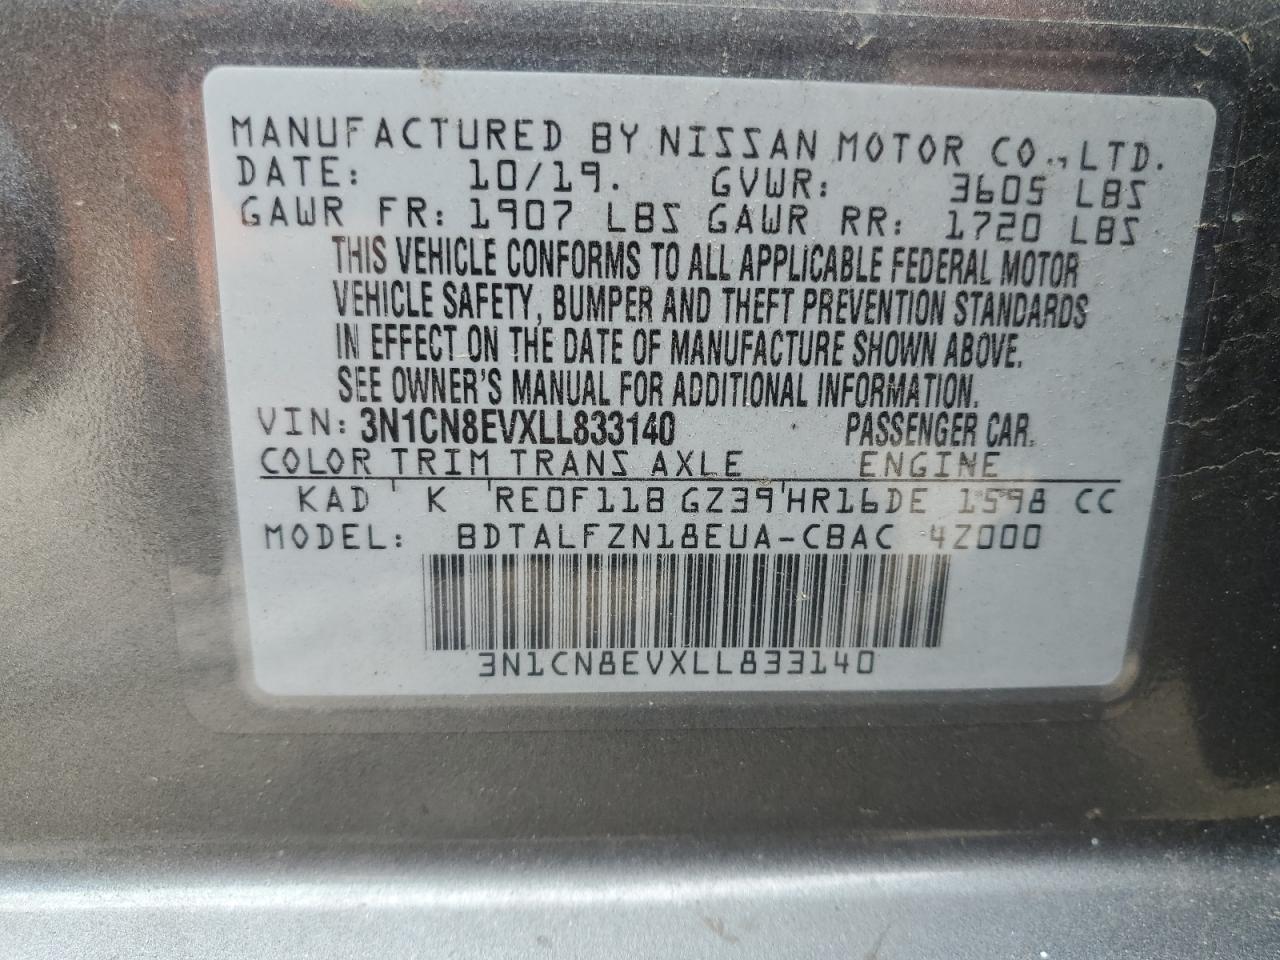 MANUFACTURED BY NISSAN MOTOR CO., LTD.
DATE: 10/19. GVWR: 3605 LBS
GAWR FR: 1907 LBS GAWR RR: 1720 LBS
THIS VEHICLE CONFORMS TO ALL APPLICABLE FEDERAL MOTOR
VEHICLE SAFETY, BUMPER AND THEFT PREVENTION STANDARDS
IN EFFECT ON THE DATE OF MANUFACTURE SHOWN ABOVE.
SEE OWNER'S MANUAL FOR ADDITIONAL INFORMATION.
VIN: 3N1CN8EVXLL833140 PASSENGER CAR.
COLOR TRIM TRANS AXLE ENGINE
KAD K RE0F11B GZ39 HR16DE 1598 CC
MODEL: BDTALFZN18EUA-CBAC 4Z000
3N1CN8EVXLL833140